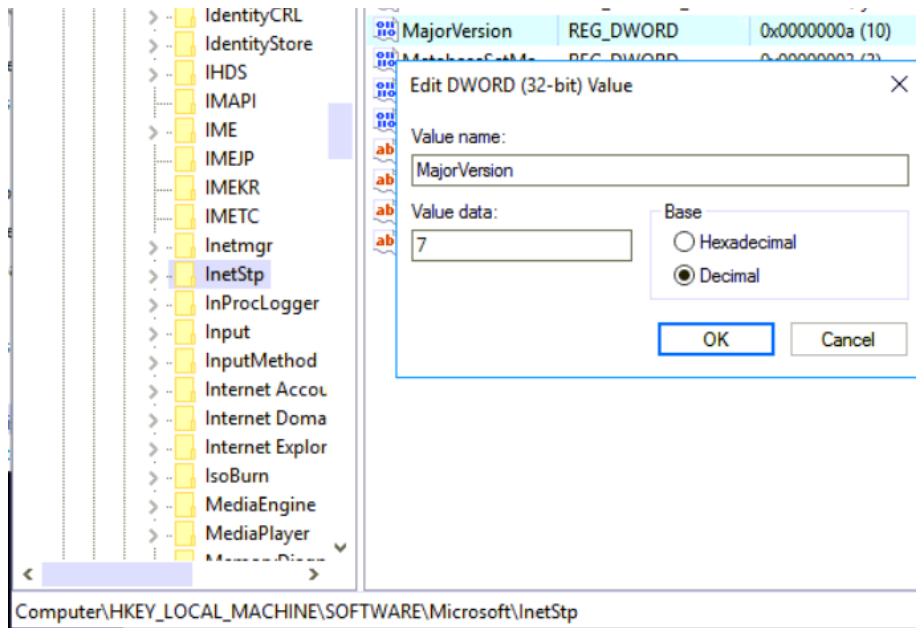 IdentityCRL
IdentityStore
IHDS
IMAPI
IME
IMEJP
IMEKR
IMETC
Inetmgr
InetStp
InProcLogger
Input
InputMethod
Internet Accou
Internet Doma
Internet Explor
IsoBurn
MediaEngine
MediaPlayer
MajorVersion REG_DWORD 0x0000000a (10)
Edit DWORD (32-bit) Value
Value name:
MajorVersion
Value data:
7
Base
Hexadecimal
Decimal
OK Cancel
Computer\HKEY_LOCAL_MACHINE\SOFTWARE\Microsoft\InetStp